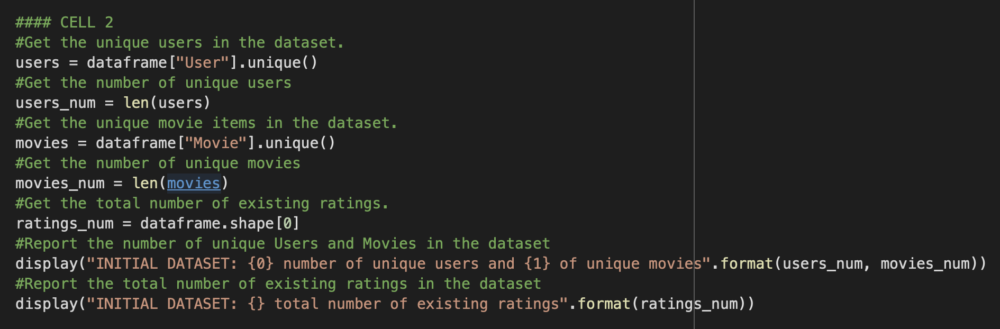 #### CELL 2
#Get the unique users in the dataset.
users = dataframe["User"].unique()
#Get the number of unique users
users_num = len(users)
#Get the unique movie items in the dataset.
movies = dataframe["Movie"].unique()
#Get the number of unique movies
movies_num = len(movies)
#Get the total number of existing ratings.
ratings_num = dataframe.shape[0]
#Report the number of unique Users and Movies in the dataset
display("INITIAL DATASET: {0} number of unique users and {1} of unique movies".format(users_num, movies_num))
#Report the total number of existing ratings in the dataset
display("INITIAL DATASET: {} total number of existing ratings".format(ratings_num))